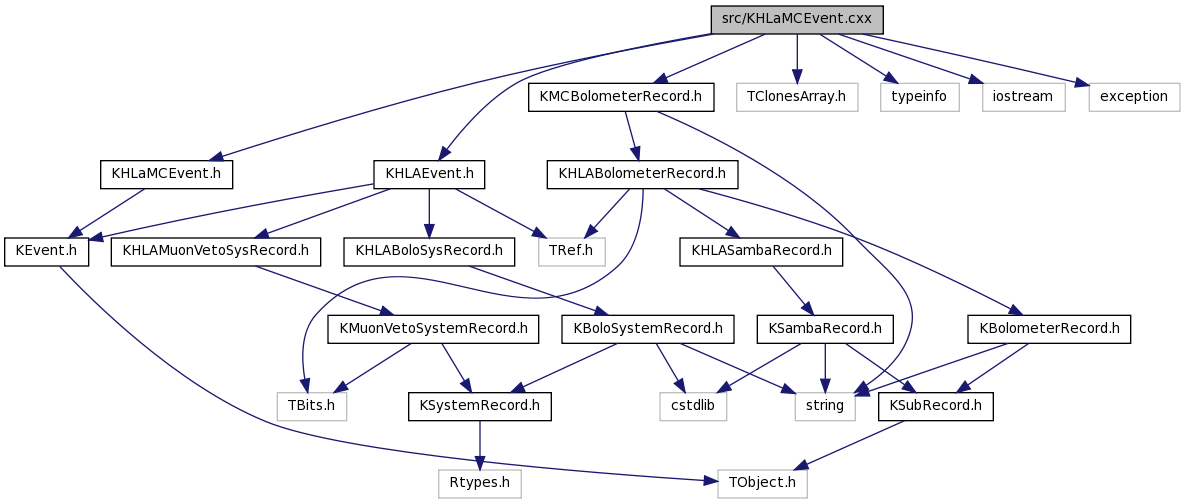 src/KHLaMCEvent.cxx
KMCBolometerRecord.h
TClonesArray.h
typeinfo
iostream
exception
KHLaMCEvent.h
KHLAEvent.h
KHLABolometerRecord.h
KEvent.h
KHLAMuonVetoSysRecord.h
KHLABoloSysRecord.h
TRef.h
KHLASambaRecord.h
KMuonVetoSystemRecord.h
KBoloSystemRecord.h
KSambaRecord.h
KBolometerRecord.h
TBits.h
KSystemRecord.h
cstdlib
string
KSubRecord.h
Rtypes.h
TObject.h